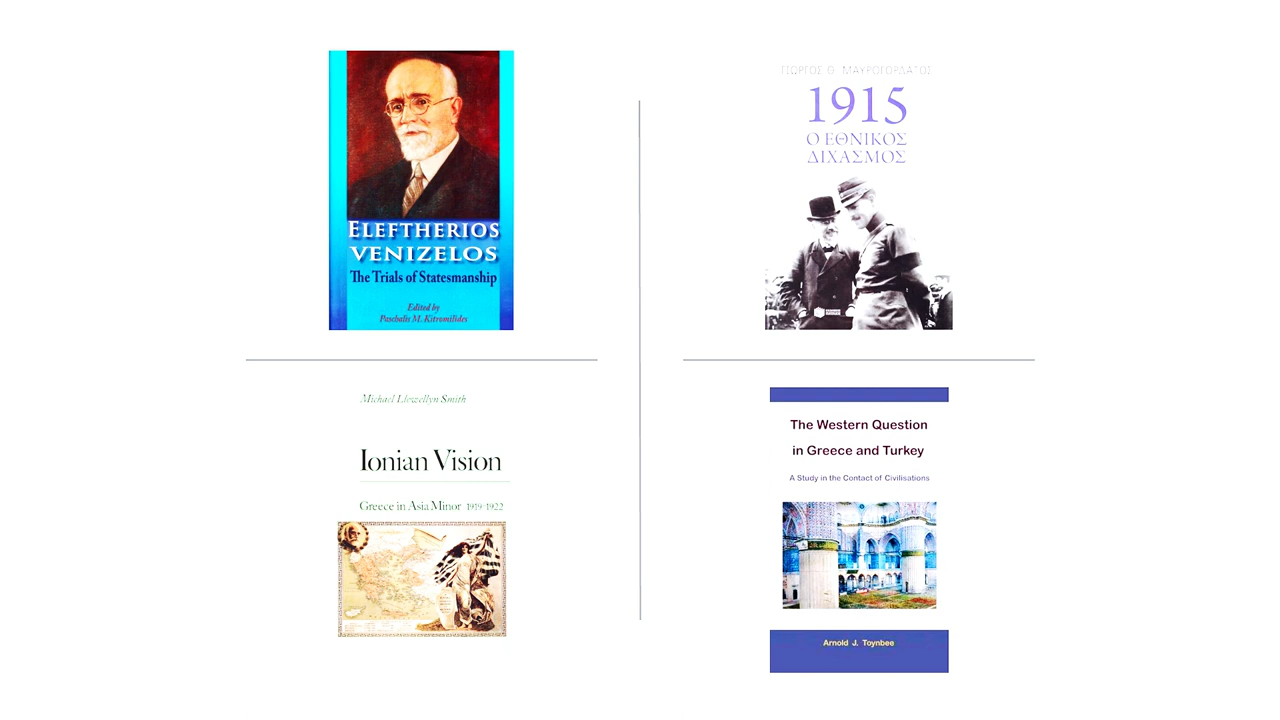 ELEFTHERIOS
VENIZELOS
The Trials of Statesmanship
Edited by
Paschalis M. Kitromilides
ΓΙΩΡΓΟΣ Θ. ΜΑΥΡΟΓΟΡΔΑΤΟΣ
1915
Ο ΕΘΝΙΚΟΣ
ΔΙΧΑΣΜΟΣ
Michael Llewellyn Smith
Ionian Vision
Greece in Asia Minor 1919-1922
The Western Question
in Greece and Turkey
A Study in the Contact of Civilisations
Arnold J. Toynbee